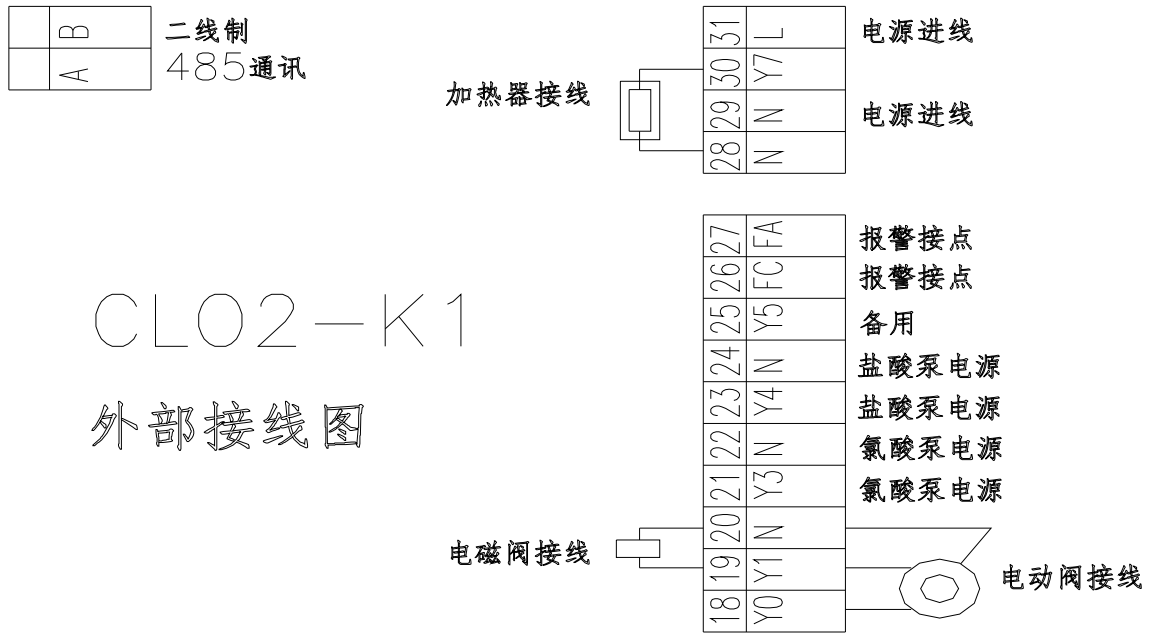 B 二线制
A 485通讯
31 L 电源进线
30 Y7
加热器接线
29 N 电源进线
28 N
27 FA 报警接点
26 FC 报警接点
25 Y5 备用
24 N 盐酸泵电源
23 Y4 盐酸泵电源
22 N 氯酸泵电源
21 Y3 氯酸泵电源
20 N
19 Y1
18 Y0
电磁阀接线
电动阀接线
CLO2-K1
外部接线图